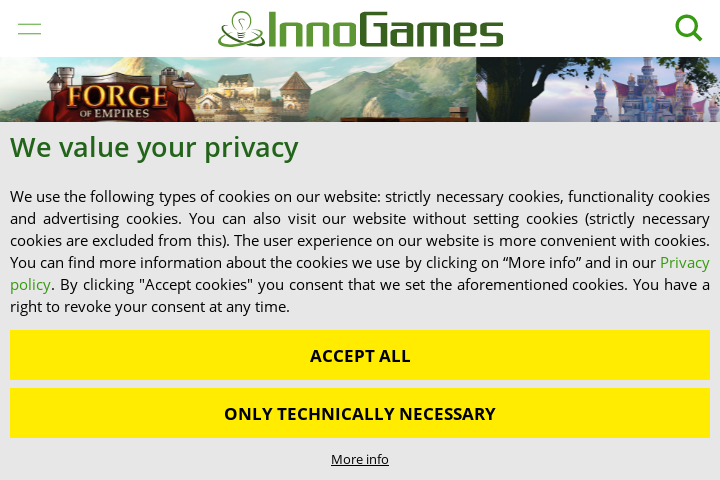 InnoGames
FORGE
OF EMPIRES
We value your privacy
We use the following types of cookies on our website: strictly necessary cookies, functionality cookies
and advertising cookies. You can also visit our website without setting cookies (strictly necessary
cookies are excluded from this). The user experience on our website is more convenient with cookies.
You can find more information about the cookies we use by clicking on “More info” and in our Privacy
policy. By clicking "Accept cookies" you consent that we set the aforementioned cookies. You have a
right to revoke your consent at any time.
ACCEPT ALL
ONLY TECHNICALLY NECESSARY
More info